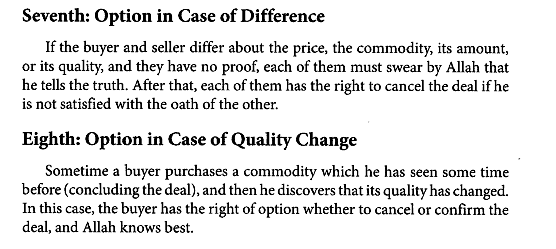 Seventh: Option in Case of Difference
If the buyer and seller differ about the price, the commodity, its amount,
or its quality, and they have no proof, each of them must swear by Allah that
he tells the truth. After that, each of them has the right to cancel the deal if he
is not satisfied with the oath of the other.
Eighth: Option in Case of Quality Change
Sometime a buyer purchases a commodity which he has seen some time
before (concluding the deal), and then he discovers that its quality has changed.
In this case, the buyer has the right of option whether to cancel or confirm the
deal, and Allah knows best.